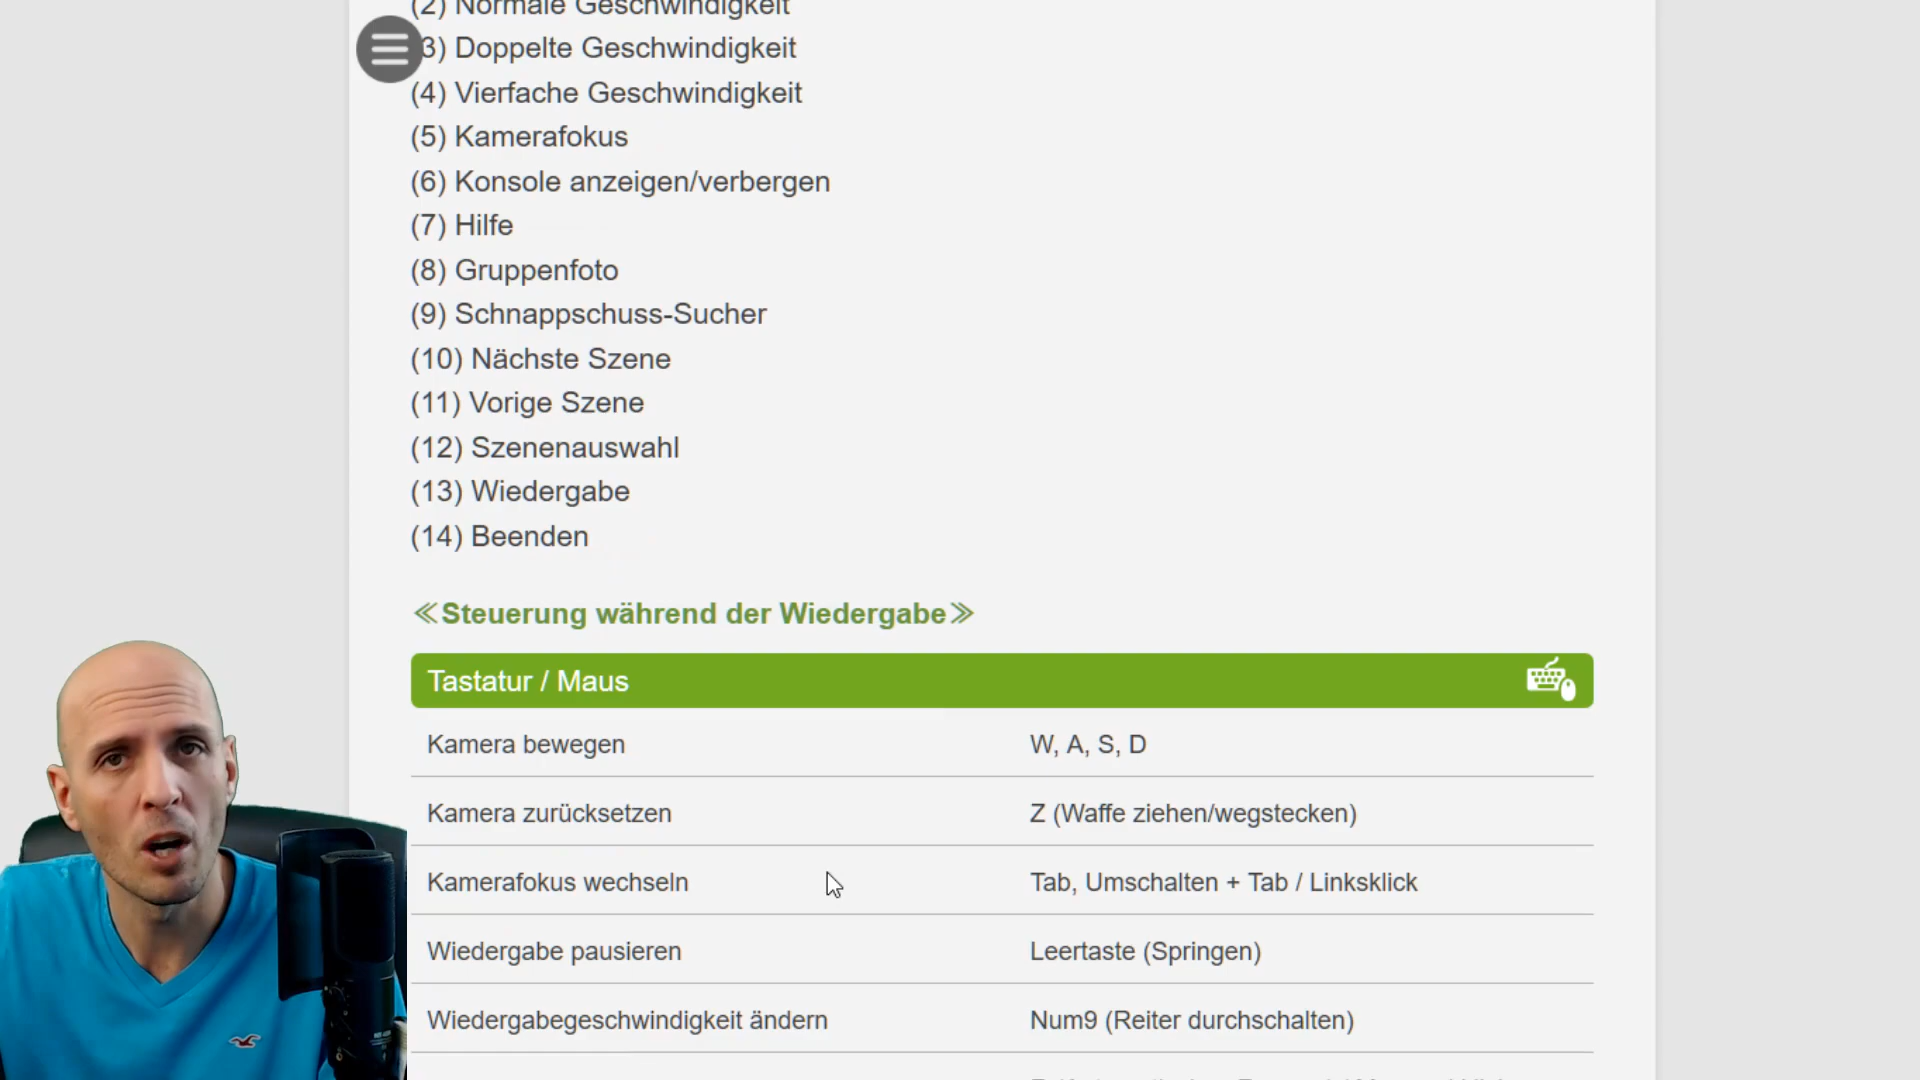 (2) Normale Geschwindigkeit
3) Doppelte Geschwindigkeit
(4) Vierfache Geschwindigkeit
(5) Kamerafokus
(6) Konsole anzeigen/verbergen
(7) Hilfe
(8) Gruppenfoto
(9) Schnappschuss-Sucher
(10) Nächste Szene
(11) Vorige Szene
(12) Szenenauswahl
(13) Wiedergabe
(14) Beenden
≪Steuerung während der Wiedergabe≫
Tastatur / Maus
Kamera bewegen W, A, S, D
Kamera zurücksetzen Z (Waffe ziehen/wegstecken)
Kamerafokus wechseln Tab, Umschalten + Tab / Linksklick
Wiedergabe pausieren Leertaste (Springen)
Wiedergabegeschwindigkeit ändern Num9 (Reiter durchschalten)